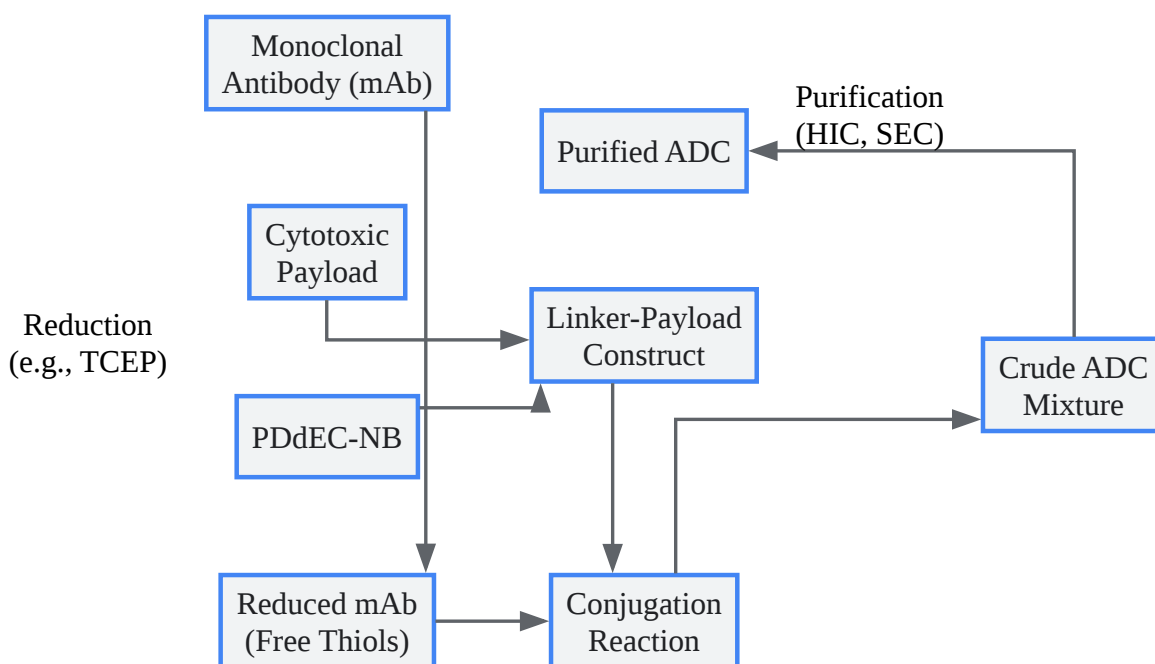 Monoclonal
Antibody (mAb)
Purification
(HIC, SEC)
Purified ADC
Cytotoxic
Payload
Reduction
(e.g., TCEP)
Linker-Payload
Construct
Crude ADC
Mixture
PDdEC-NB
Reduced mAb
(Free Thiols)
Conjugation
Reaction